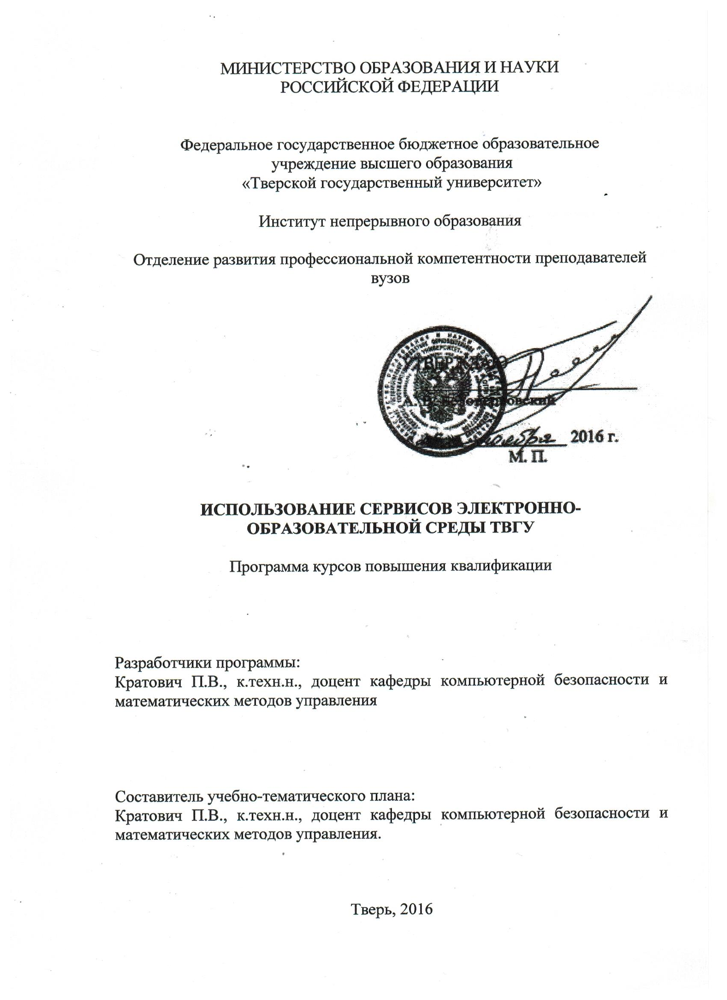 МИНИСТЕРСТВО ОБРАЗОВАНИЯ И НАУКИ
РОССИЙСКОЙ ФЕДЕРАЦИИ
Федеральное государственное бюджетное образовательное
учреждение высшего образования
«Тверской государственный университет»
Институт непрерывного образования
Отделение развития профессиональной компетентности преподавателей
вузов
УТВЕРЖДАЮ
2016 г.
М. П.
ИСПОЛЬЗОВАНИЕ СЕРВИСОВ ЭЛЕКТРОННО-
ОБРАЗОВАТЕЛЬНОЙ СРЕДЫ ТВГУ
Программа курсов повышения квалификации
Разработчики программы:
Кратович П.В., к.техн.н., доцент кафедры компьютерной безопасности и
математических методов управления
Составитель учебно-тематического плана:
Кратович П.В., к.техн.н., доцент кафедры компьютерной безопасности и
математических методов управления.
Тверь, 2016